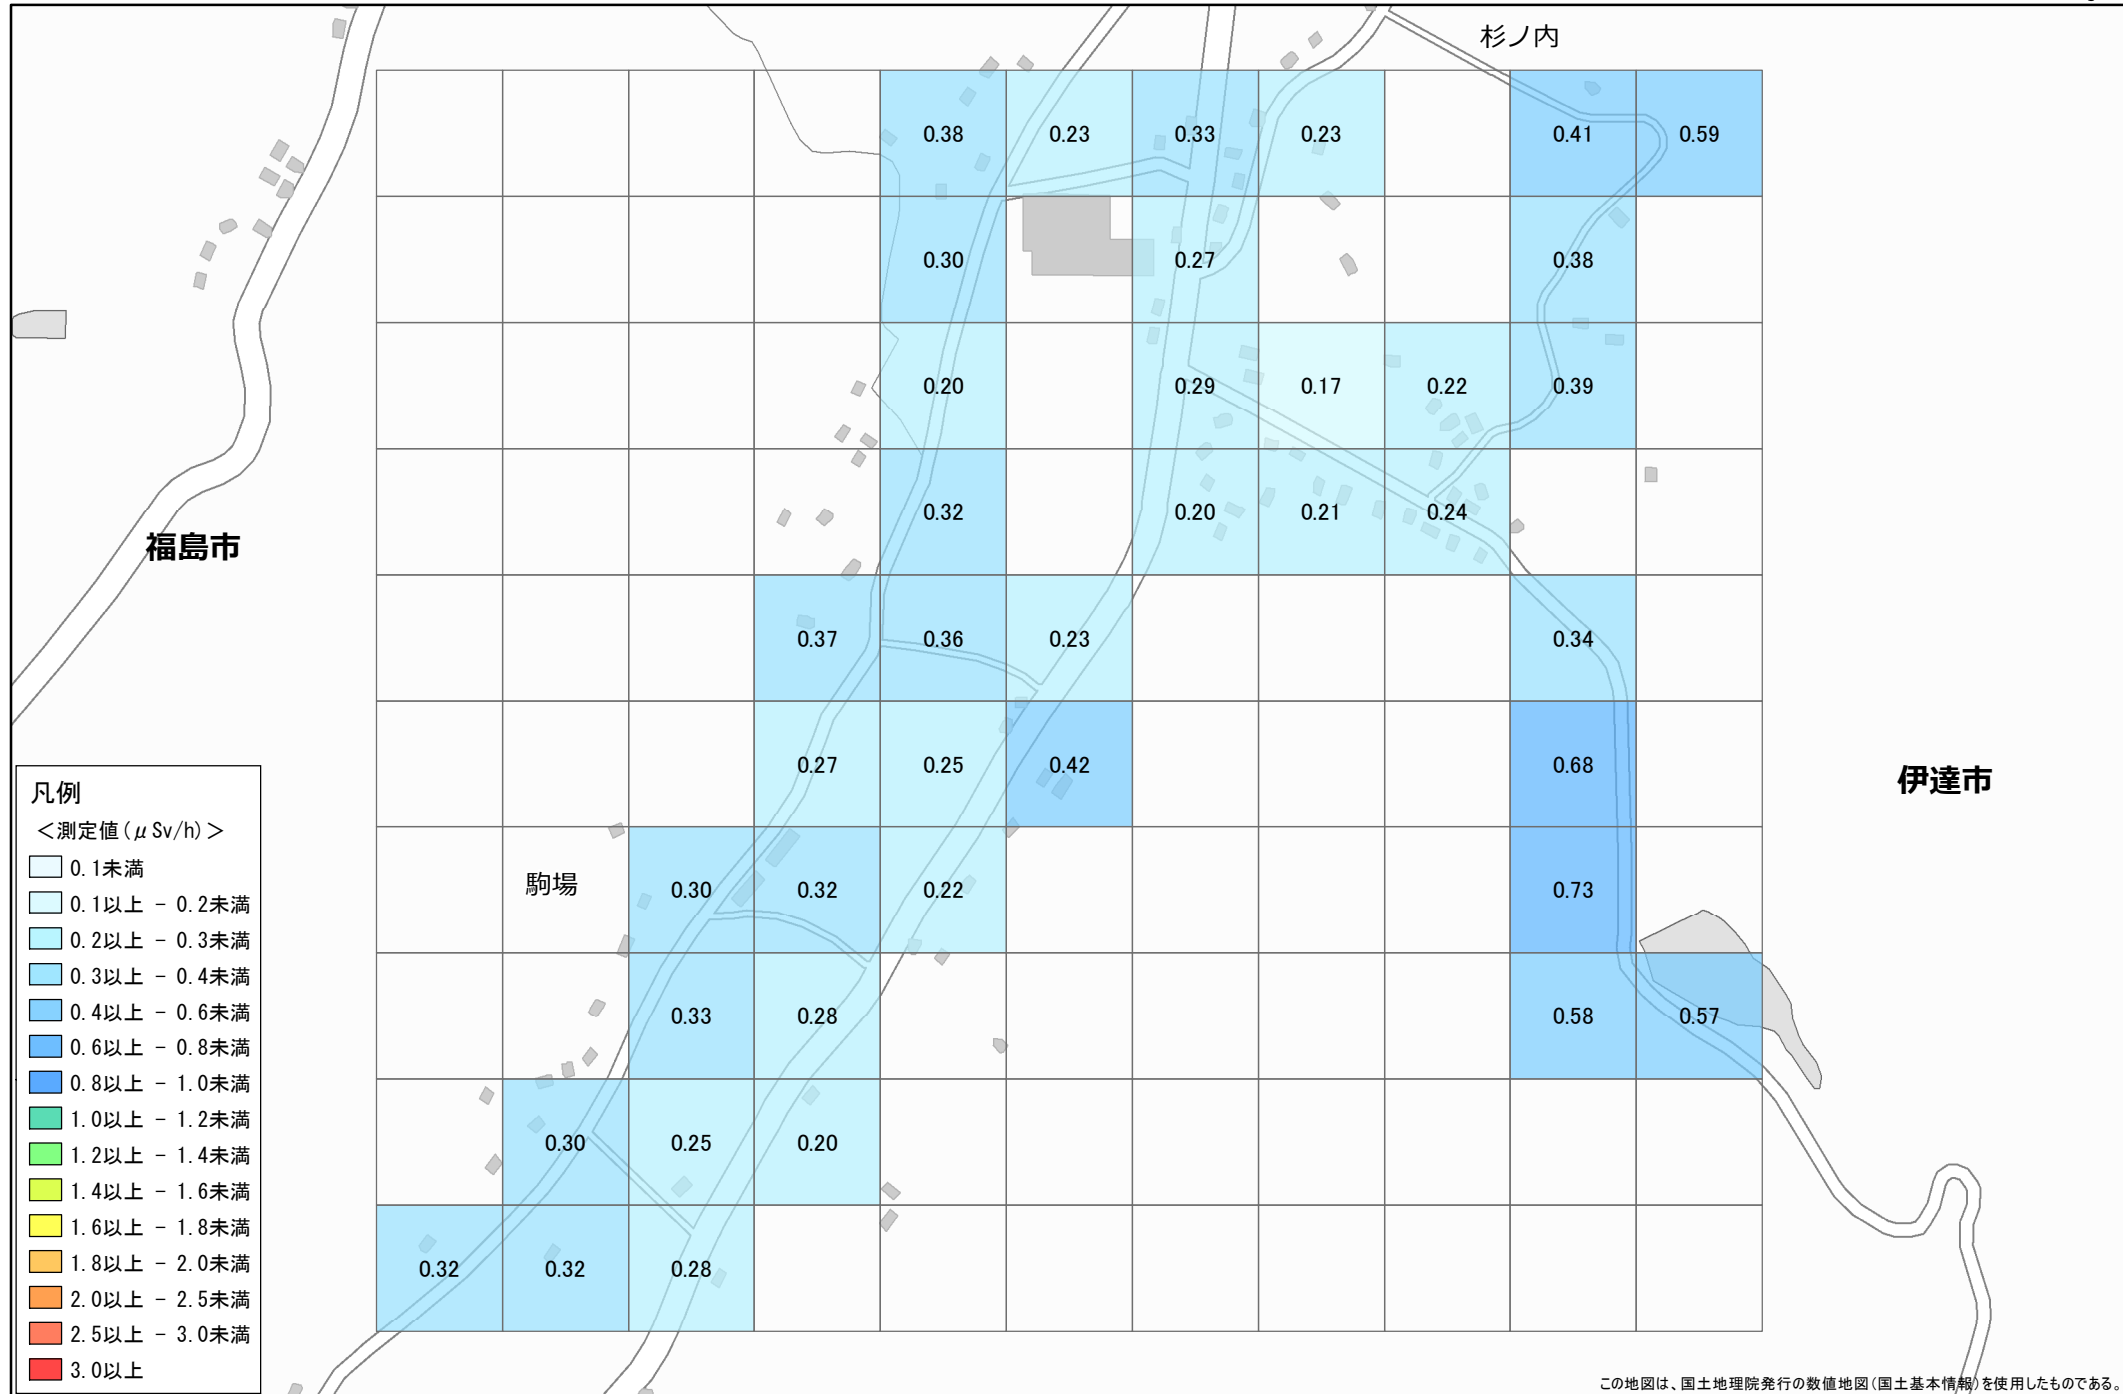 杉ノ内
0.38 0.23 0.33 0.23 0.41 0.59
0.30 0.27 0.38
0.20 0.29 0.17 0.22 0.39
0.32 0.20 0.21 0.24
福島市
0.37 0.36 0.23 0.34
0.27 0.25 0.42 0.68
伊達市
駒場
0.30 0.32 0.22 0.73
0.33 0.28 0.58 0.57
0.30 0.25 0.20
0.32 0.32 0.28
凡例
＜測定値(μSv/h)＞
0.1未満
0.1以上 － 0.2未満
0.2以上 － 0.3未満
0.3以上 － 0.4未満
0.4以上 － 0.6未満
0.6以上 － 0.8未満
0.8以上 － 1.0未満
1.0以上 － 1.2未満
1.2以上 － 1.4未満
1.4以上 － 1.6未満
1.6以上 － 1.8未満
1.8以上 － 2.0未満
2.0以上 － 2.5未満
2.5以上 － 3.0未満
3.0以上
この地図は、国土地理院発行の数値地図(国土基本情報)を使用したものである。